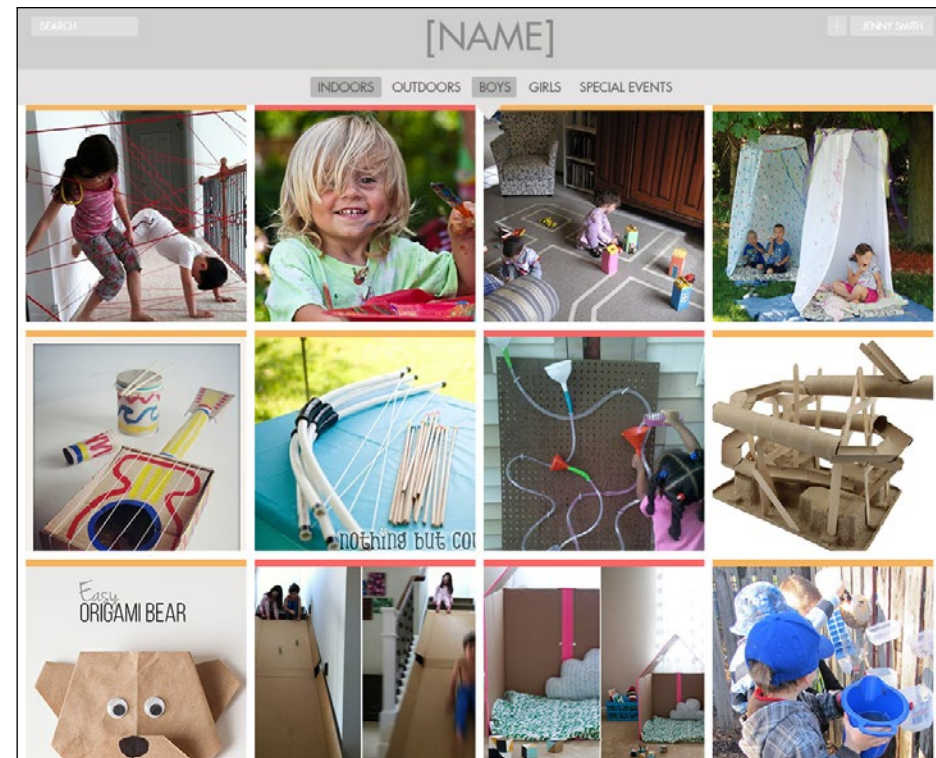 SEARCH
[NAME]
+ JENNY SMITH
INDOORS OUTDOORS BOYS GIRLS SPECIAL EVENTS
nothing but cou
Easy
ORIGAMI BEAR